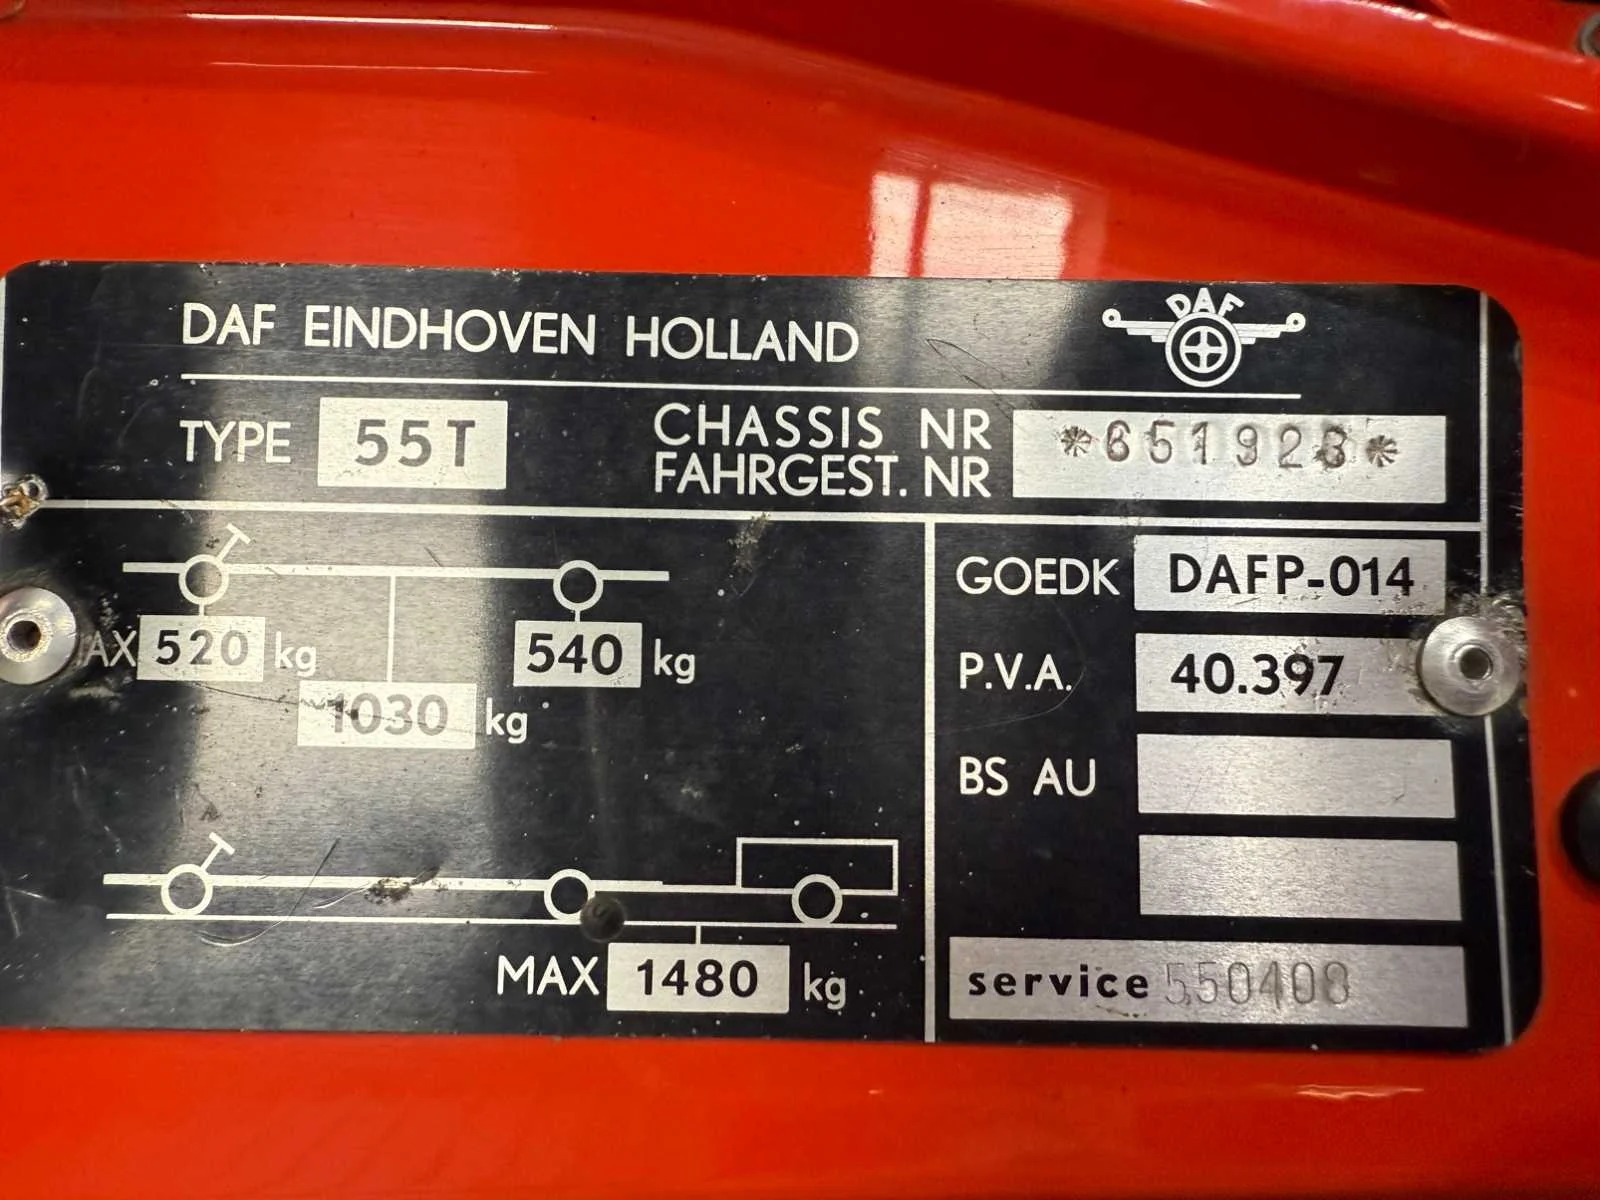 DAF EINDHOVEN HOLLAND
DAF
TYPE 55T
CHASSIS NR
FAHRGEST. NR
*651923*
AX 520 kg
540 kg
1030 kg
MAX 1480 kg
GOEDK DAFP-014
P.V.A. 40.397
BS AU
service 550408